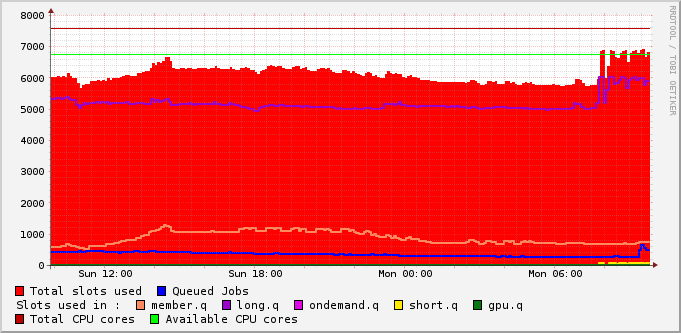 8000
7000
6000
5000
4000
3000
2000
1000
0
Sun 12:00 Sun 18:00 Mon 00:00 Mon 06:00
RRDTOOL / TOBI OETIKER
Total slots used Queued Jobs
Slots used in : member.q long.q ondemand.q short.q gpu.q
Total CPU cores Available CPU cores